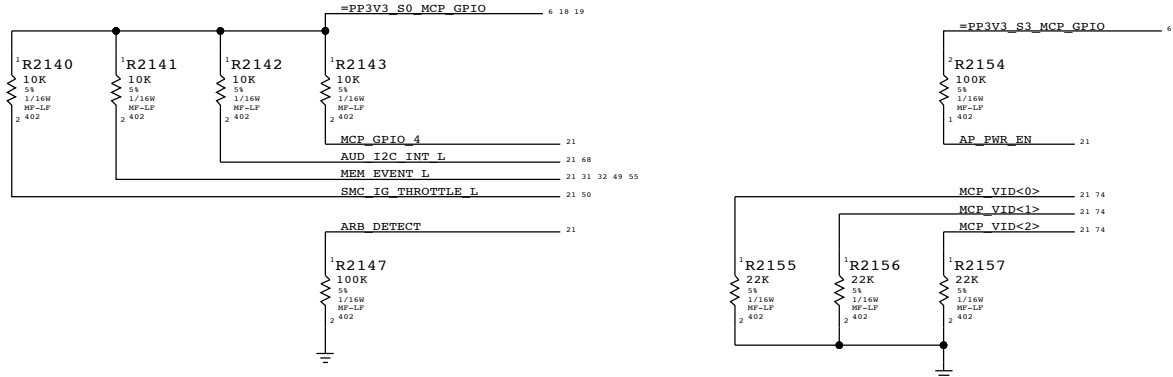 =PP3V3_S0_MCP_GPIO 6 18 19
1 R2140
10K
5%
1/16W
MF-LF
2 402
1 R2141
10K
5%
1/16W
MF-LF
2 402
1 R2142
10K
5%
1/16W
MF-LF
2 402
1 R2143
10K
5%
1/16W
MF-LF
2 402
MCP_GPIO_4 21
AUD_I2C_INT_L 21 68
MEM_EVENT_L 21 31 32 49 55
SMC_IG_THROTTLE_L 21 50
ARB_DETECT 21
1 R2147
100K
5%
1/16W
MF-LF
2 402
=PP3V3_S3_MCP_GPIO 6
2 R2154
100K
5%
1/16W
MF-LF
1 402
AP_PWR_EN 21
MCP_VID<0> 21 74
MCP_VID<1> 21 74
MCP_VID<2> 21 74
1 R2155
22K
5%
1/16W
MF-LF
2 402
1 R2156
22K
5%
1/16W
MF-LF
2 402
1 R2157
22K
5%
1/16W
MF-LF
2 402